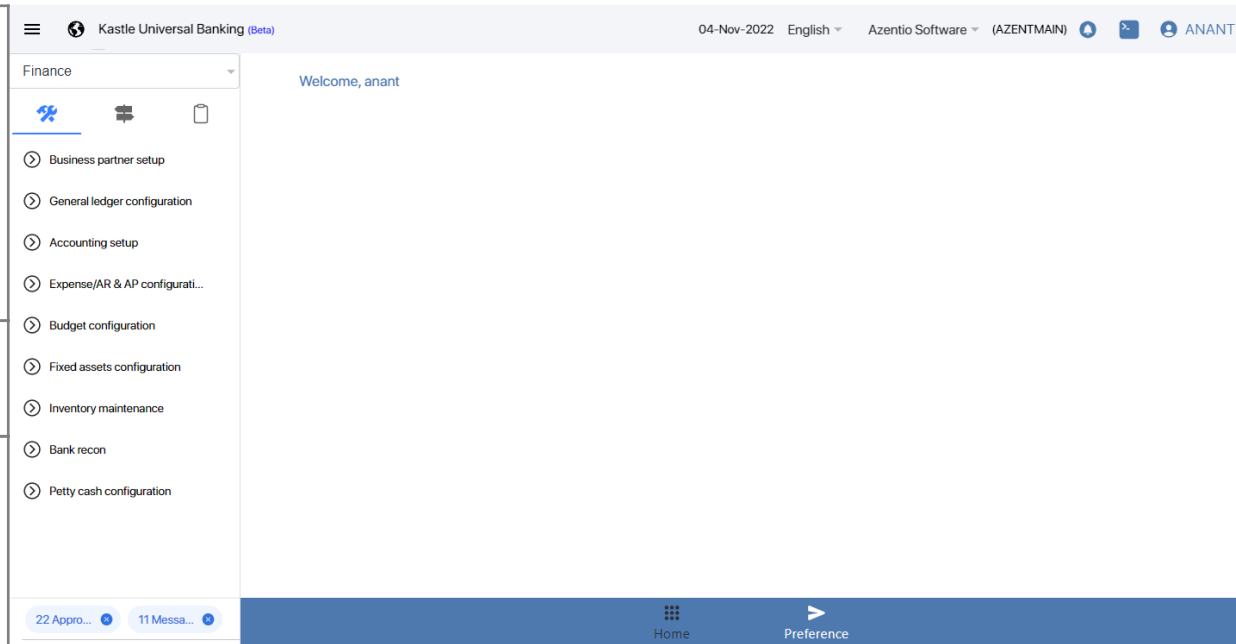 Kastle Universal Banking (Beta)
04-Nov-2022 English Azentio Software (AZENTMAIN) ANANT
Finance
Welcome, anant
Business partner setup
General ledger configuration
Accounting setup
Expense/AR & AP configurati...
Budget configuration
Fixed assets configuration
Inventory maintenance
Bank recon
Petty cash configuration
22 Appro... 11 Messa...
Home Preference